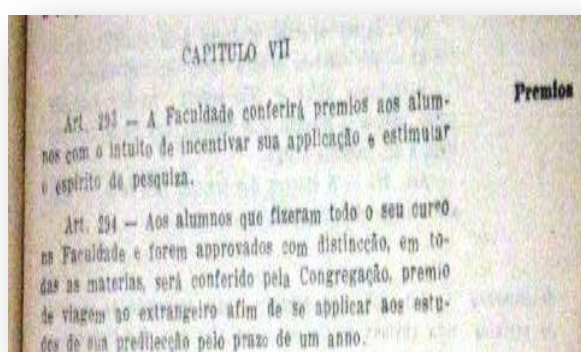 CAPITULO VII
Premios
Art. 293 — A Faculdade conferirá premios aos alum-
nos com o intuito de incentivar sua applicação e estimular
o espirito de pesquiza.
Art. 294 — Aos alumnos que fizeram todo o seu curso,
na Faculdade e forem approvados com distincção, em to-
das as materias, será conferido pela Congregação, premio
de viagem ao extrangeiro afim de se applicar aos estu-
dos de sua predilecção pelo prazo de um anno.